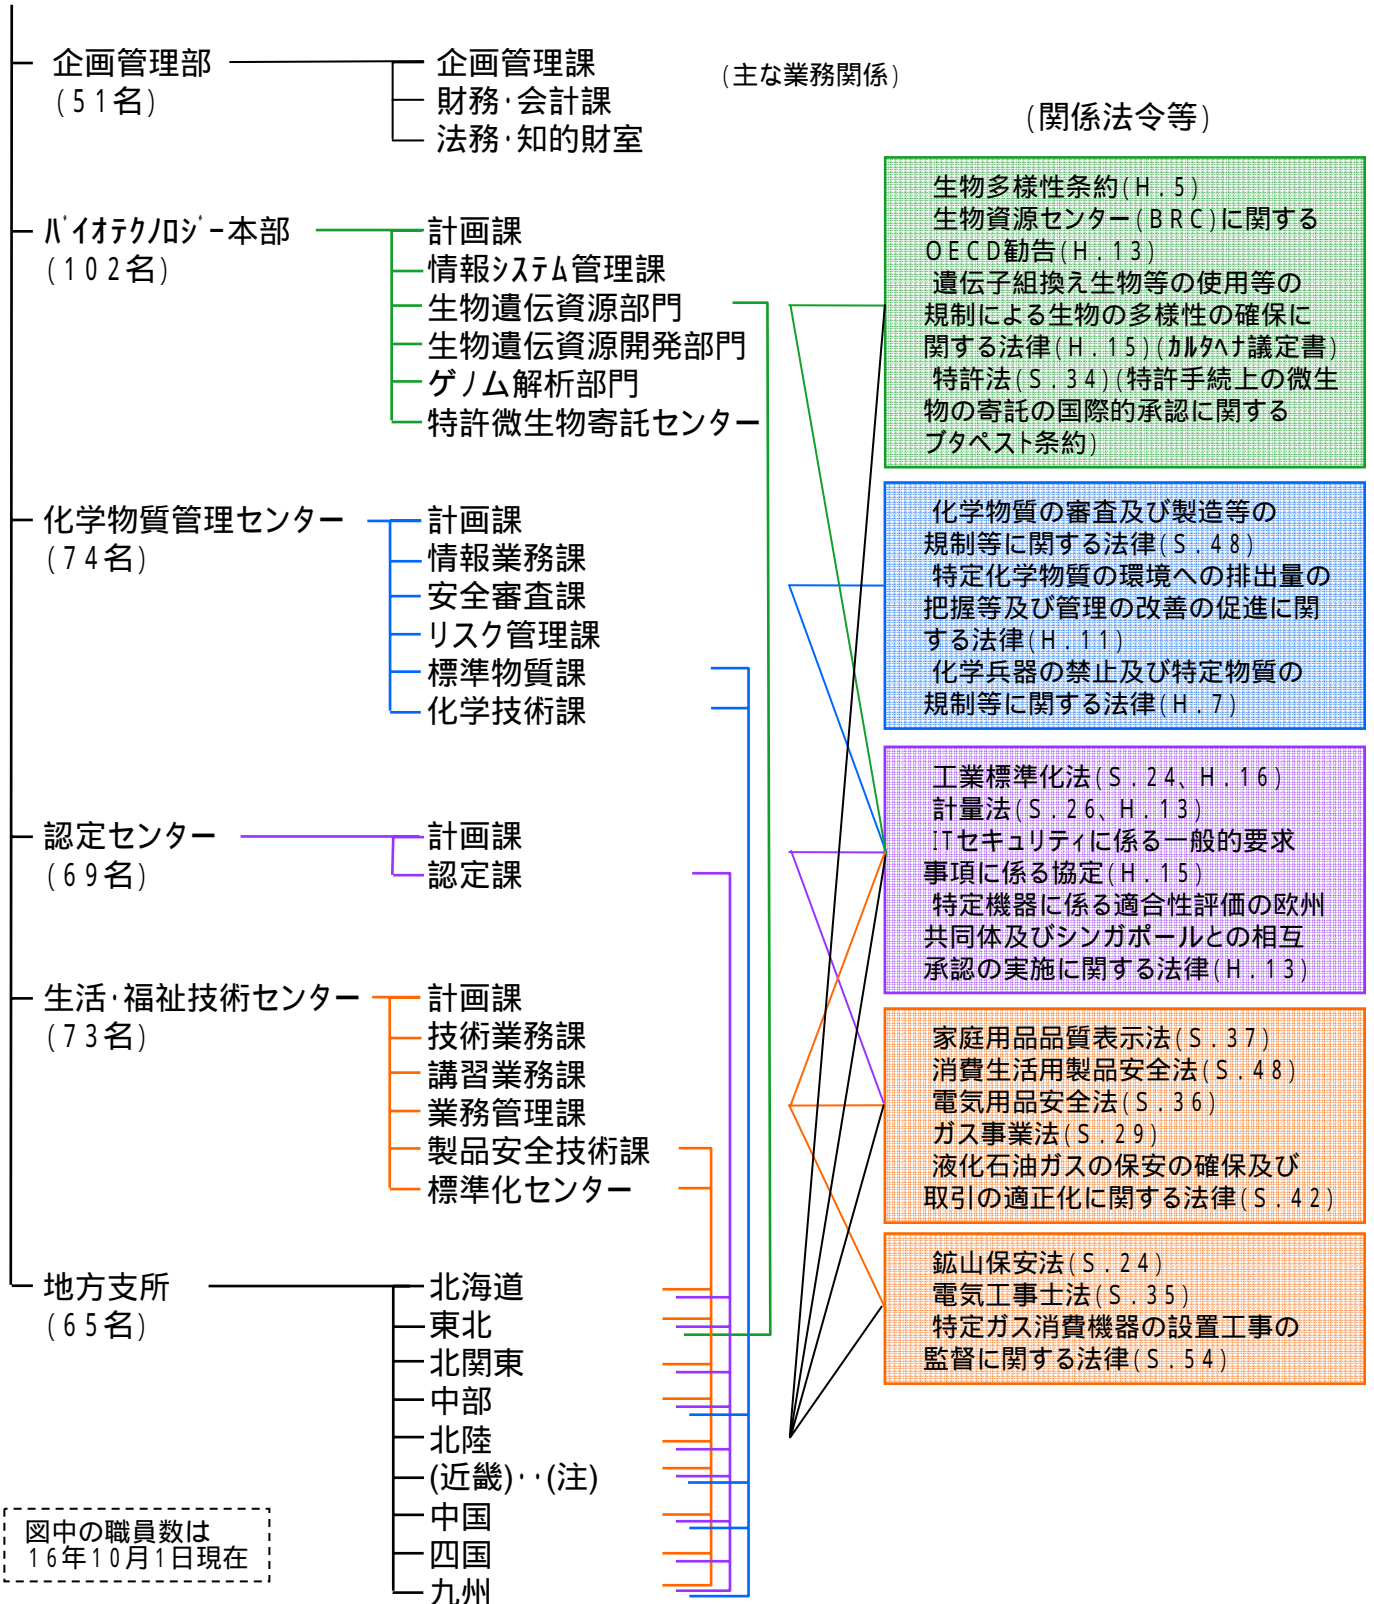 企画管理部
(51名)
企画管理課
財務・会計課
法務・知的財室
(主な業務関係)
(関係法令等)
バイオテクノロジー本部
(102名)
計画課
情報システム管理課
生物遺伝資源部門
生物遺伝資源開発部門
ゲノム解析部門
特許微生物寄託センター
生物多様性条約(H.5)
生物資源センター(BRC)に関する
OECD勧告(H.13)
遺伝子組換え生物等の使用等の
規制による生物の多様性の確保に
関する法律(H.15)(カルタヘナ議定書)
特許法(S.34)(特許手続上の微生
物の寄託の国際的承認に関する
ブタペスト条約)
化学物質管理センター
(74名)
計画課
情報業務課
安全審査課
リスク管理課
標準物質課
化学技術課
化学物質の審査及び製造等の
規制等に関する法律(S.48)
特定化学物質の環境への排出量の
把握等及び管理の改善の促進に関
する法律(H.11)
化学兵器の禁止及び特定物質の
規制等に関する法律(H.7)
認定センター
(69名)
計画課
認定課
工業標準化法(S.24、H.16)
計量法(S.26、H.13)
ITセキュリティに係る一般的要求
事項に係る協定(H.15)
特定機器に係る適合性評価の欧州
共同体及びシンガポールとの相互
承認の実施に関する法律(H.13)
生活・福祉技術センター
(73名)
計画課
技術業務課
講習業務課
業務管理課
製品安全技術課
標準化センター
家庭用品品質表示法(S.37)
消費生活用製品安全法(S.48)
電気用品安全法(S.36)
ガス事業法(S.29)
液化石油ガスの保安の確保及び
取引の適正化に関する法律(S.42)
鉱山保安法(S.24)
電気工事士法(S.35)
特定ガス消費機器の設置工事の
監督に関する法律(S.54)
地方支所
(65名)
北海道
東北
北関東
中部
北陸
(近畿)・・(注)
中国
四国
九州
図中の職員数は
16年10月1日現在